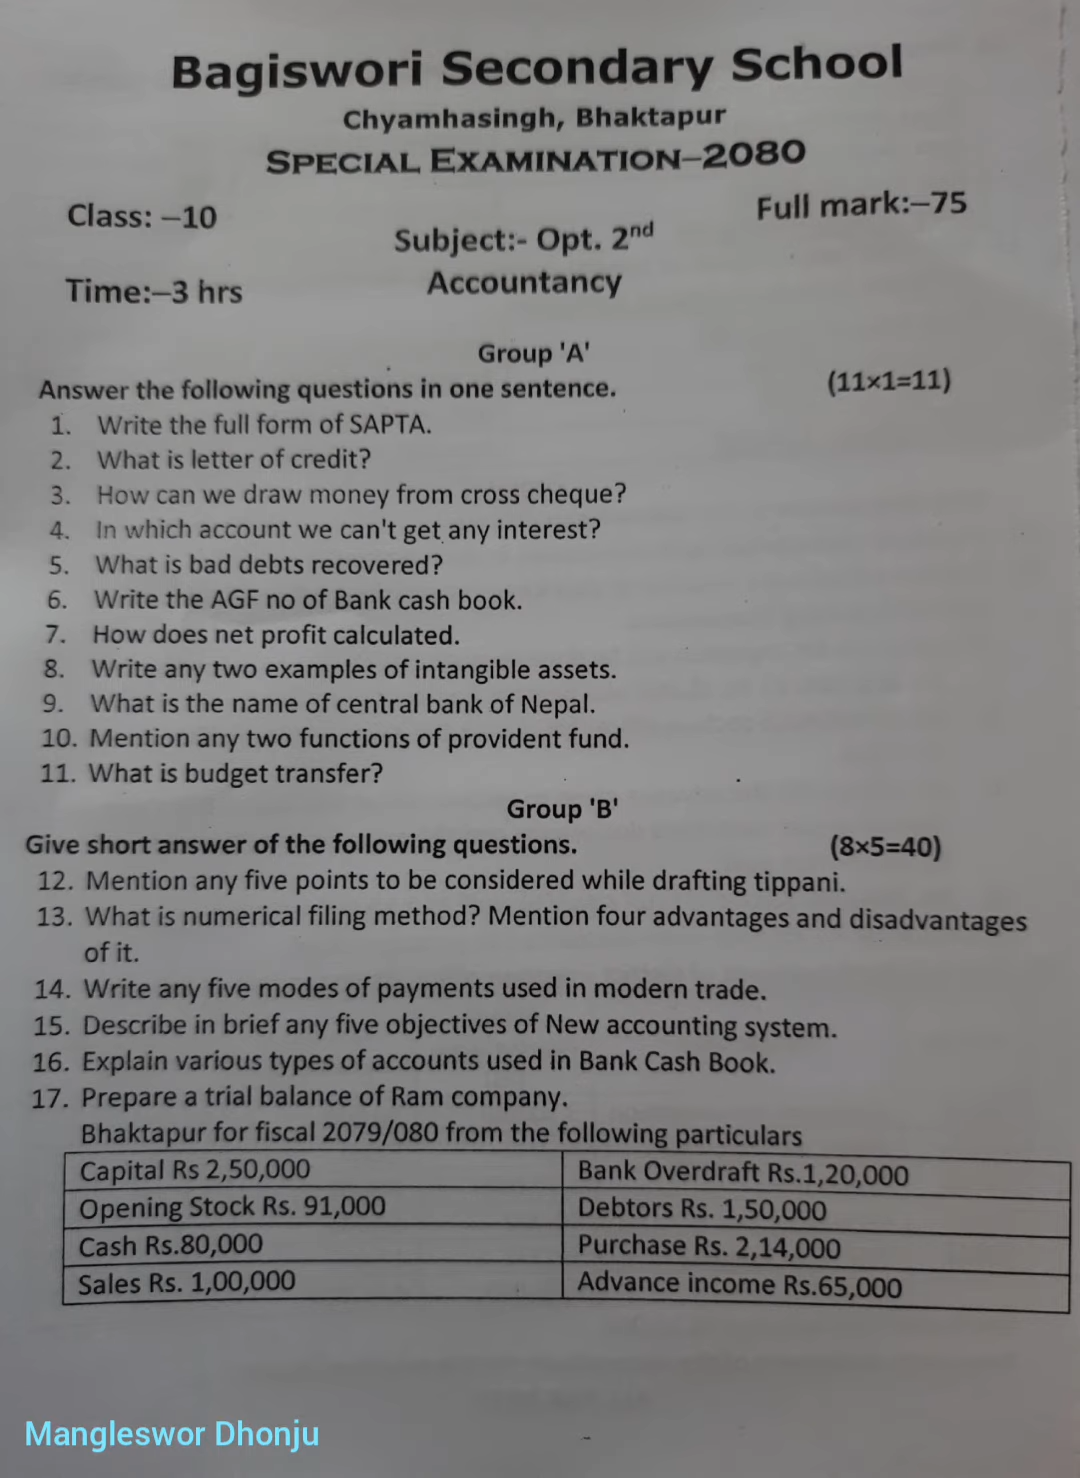 Bagiswori Secondary School
Chyamhasingh, Bhaktapur
SPECIAL EXAMINATION–2080
Class: –10
Full mark:–75
Subject:- Opt. 2nd
Time:–3 hrs
Accountancy
Group 'A'
Answer the following questions in one sentence. (11×1=11)
1. Write the full form of SAPTA.
2. What is letter of credit?
3. How can we draw money from cross cheque?
4. In which account we can't get any interest?
5. What is bad debts recovered?
6. Write the AGF no of Bank cash book.
7. How does net profit calculated.
8. Write any two examples of intangible assets.
9. What is the name of central bank of Nepal.
10. Mention any two functions of provident fund.
11. What is budget transfer?
Group 'B'
Give short answer of the following questions. (8×5=40)
12. Mention any five points to be considered while drafting tippani.
13. What is numerical filing method? Mention four advantages and disadvantages
of it.
14. Write any five modes of payments used in modern trade.
15. Describe in brief any five objectives of New accounting system.
16. Explain various types of accounts used in Bank Cash Book.
17. Prepare a trial balance of Ram company.
Bhaktapur for fiscal 2079/080 from the following particulars
Capital Rs 2,50,000 Bank Overdraft Rs.1,20,000
Opening Stock Rs. 91,000 Debtors Rs. 1,50,000
Cash Rs.80,000 Purchase Rs. 2,14,000
Sales Rs. 1,00,000 Advance income Rs.65,000
Mangleswor Dhonju